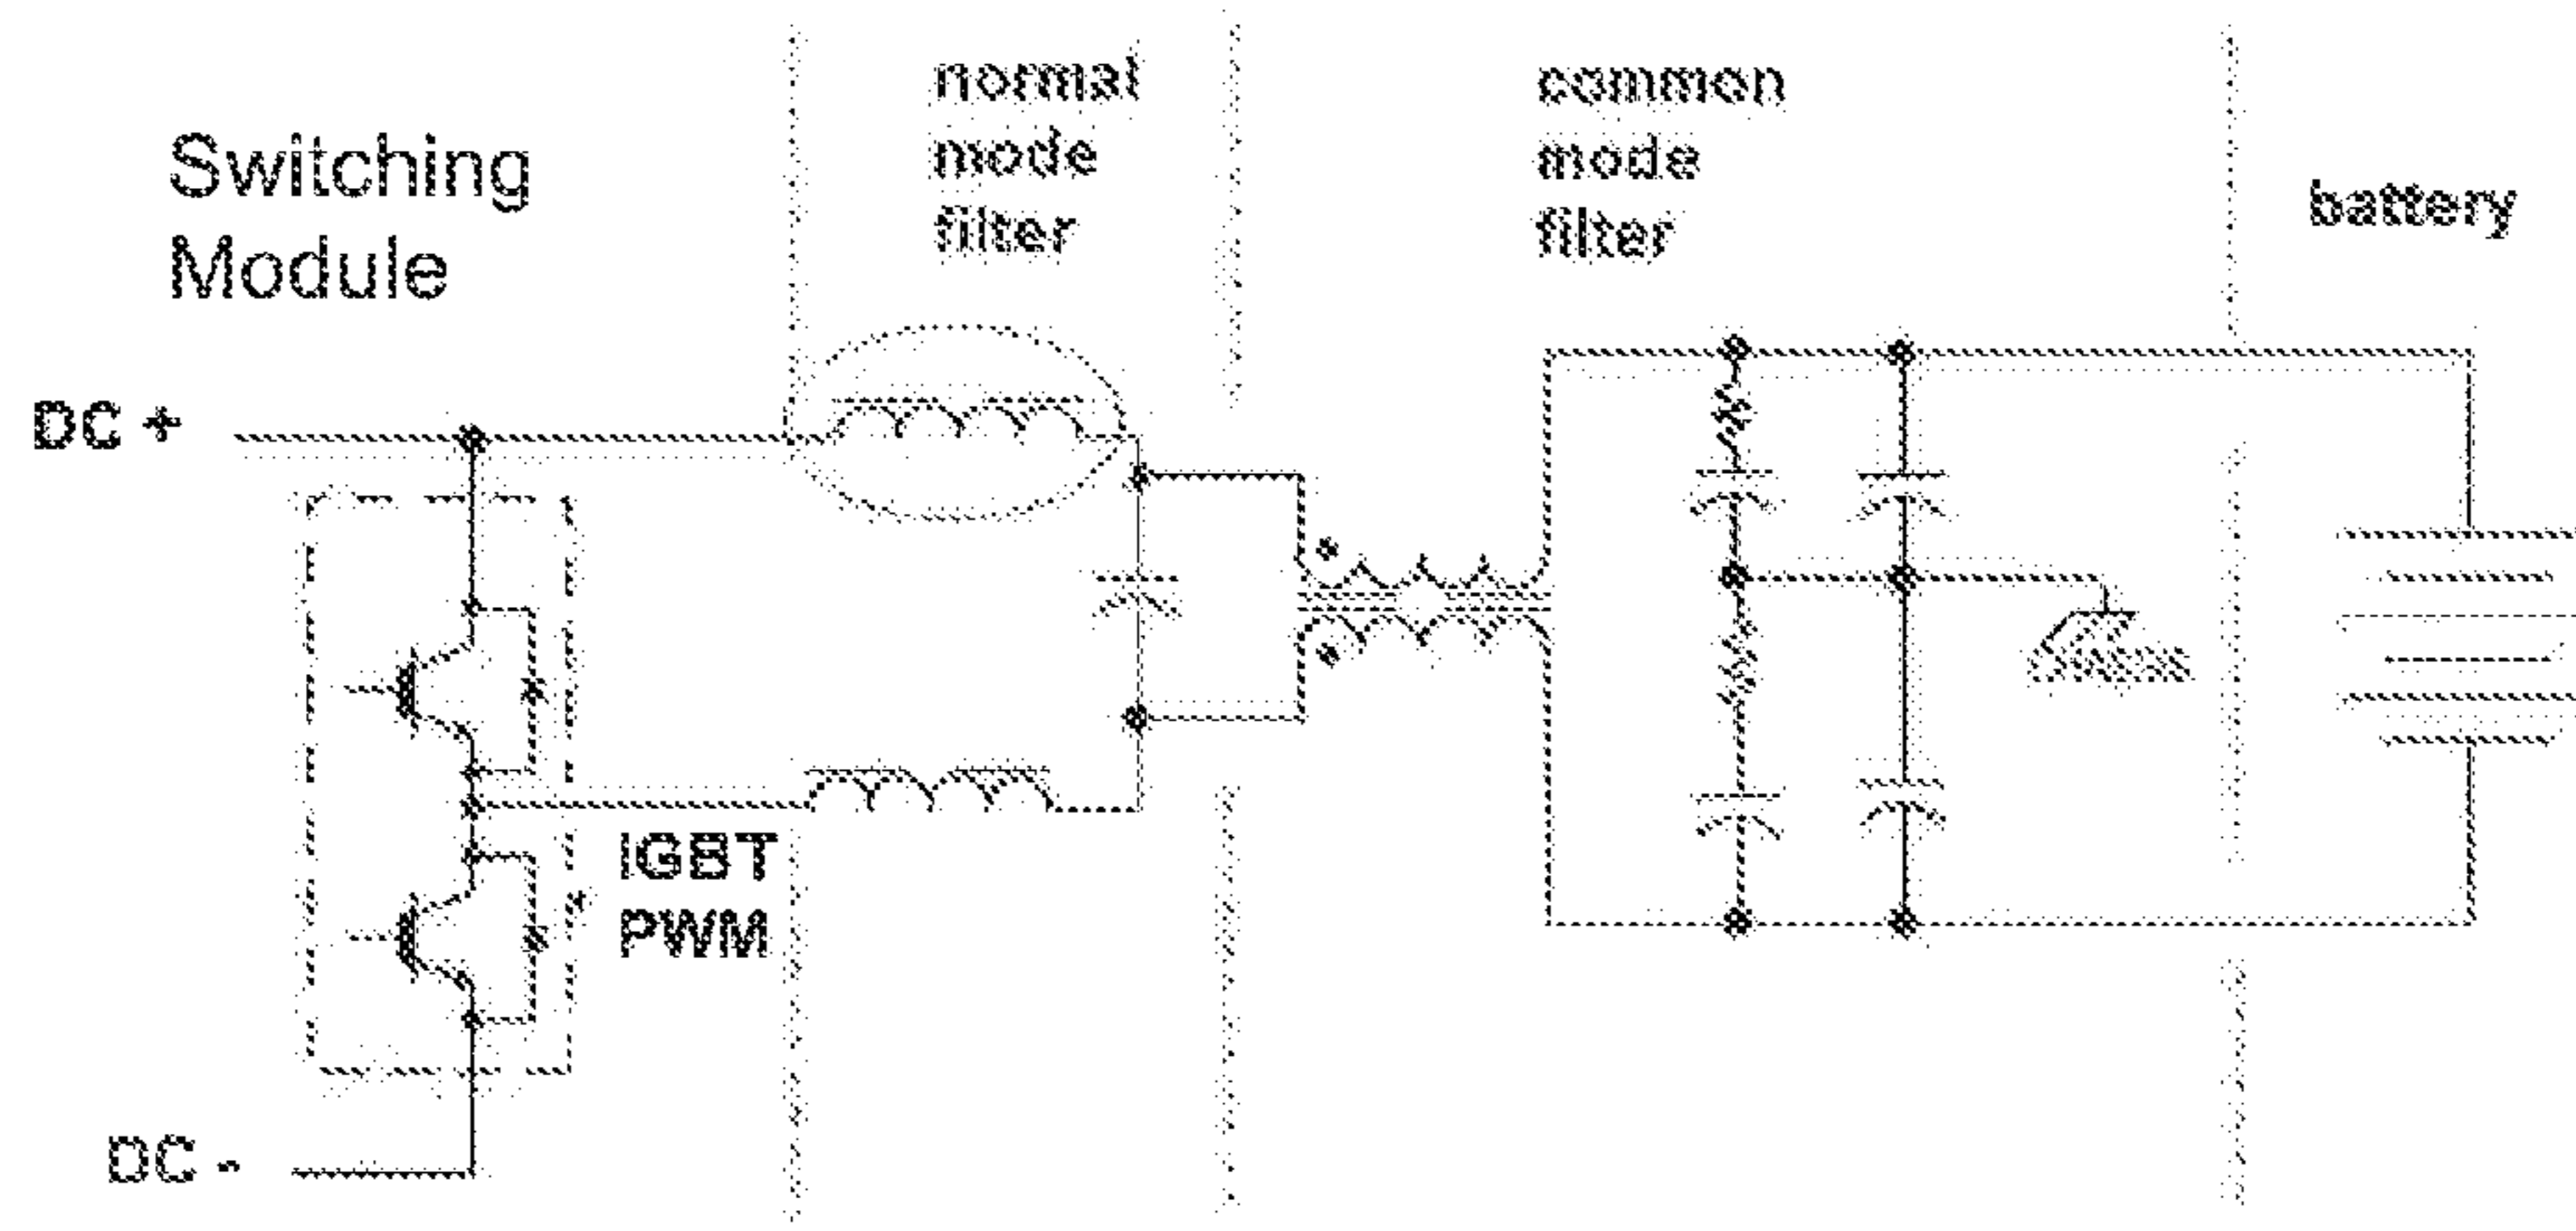 Switching
Module
normal
mode
filter
common
mode
filter
battery
DC +
IGBT
PWM
DC -